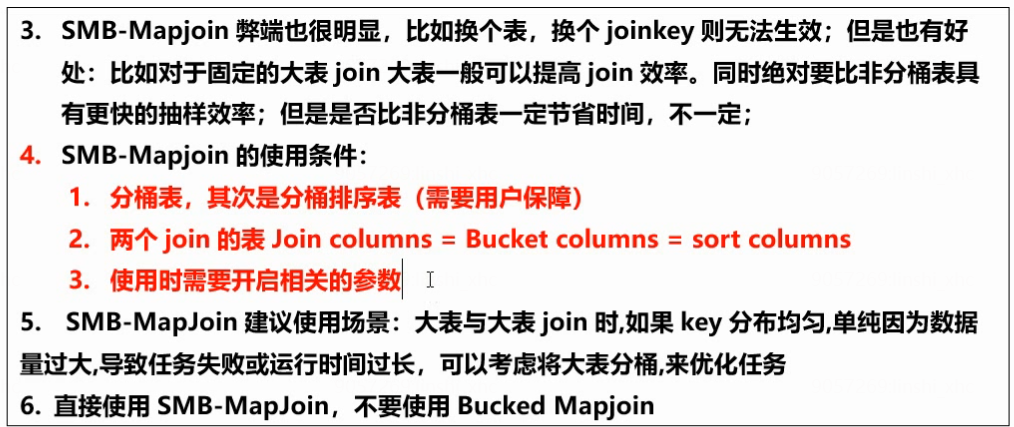 3. SMB-Mapjoin 弊端也很明显，比如换个表，换个 joinkey 则无法生效；但是也有好
处：比如对于固定的大表 join 大表一般可以提高 join 效率。同时绝对要比非分桶表具
有更快的抽样效率；但是是否比非分桶表一定节省时间，不一定；
4. SMB-Mapjoin 的使用条件：
1. 分桶表，其次是分桶排序表（需要用户保障）
2. 两个 join 的表 Join columns = Bucket columns = sort columns
3. 使用时需要开启相关的参数
5. SMB-MapJoin 建议使用场景：大表与大表 join 时,如果 key 分布均匀,单纯因为数据
量过大,导致任务失败或运行时间过长，可以考虑将大表分桶,来优化任务
6. 直接使用 SMB-MapJoin，不要使用 Bucked Mapjoin